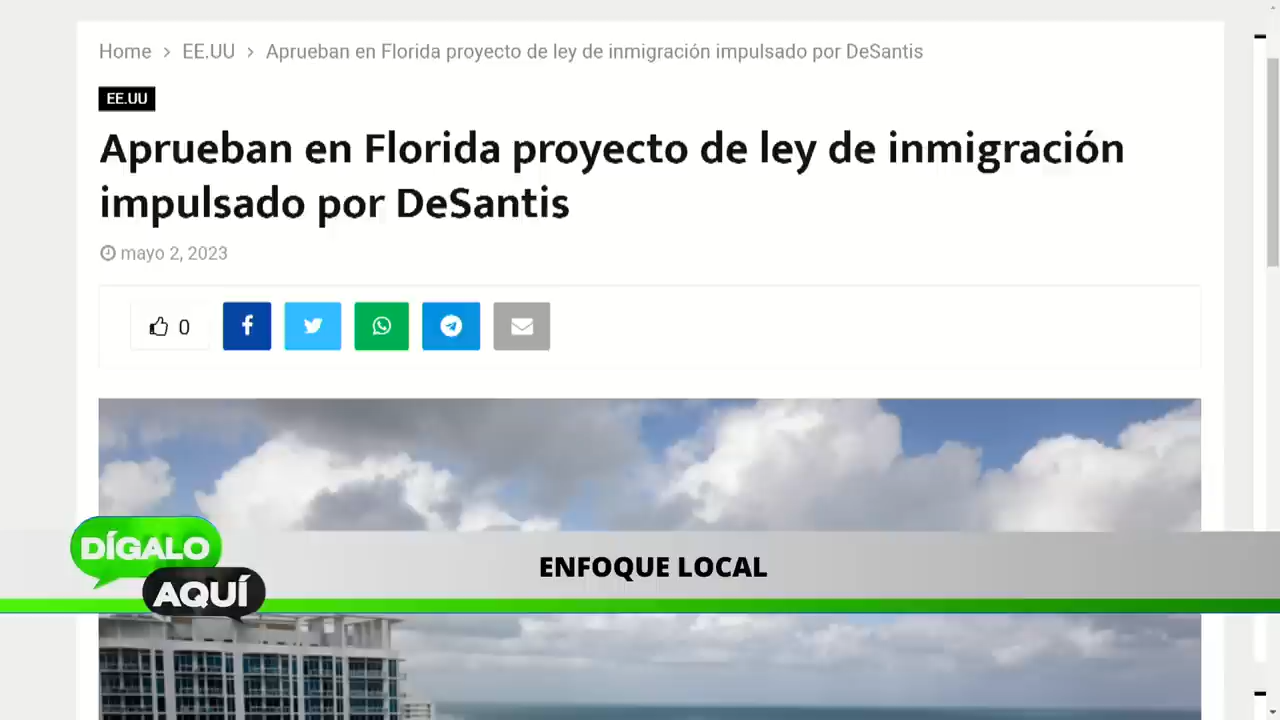 Home > EE.UU > Aprueban en Florida proyecto de ley de inmigración impulsado por DeSantis
EE.UU
Aprueban en Florida proyecto de ley de inmigración
impulsado por DeSantis
mayo 2, 2023
0
DÍGALO
AQUÍ
ENFOQUE LOCAL